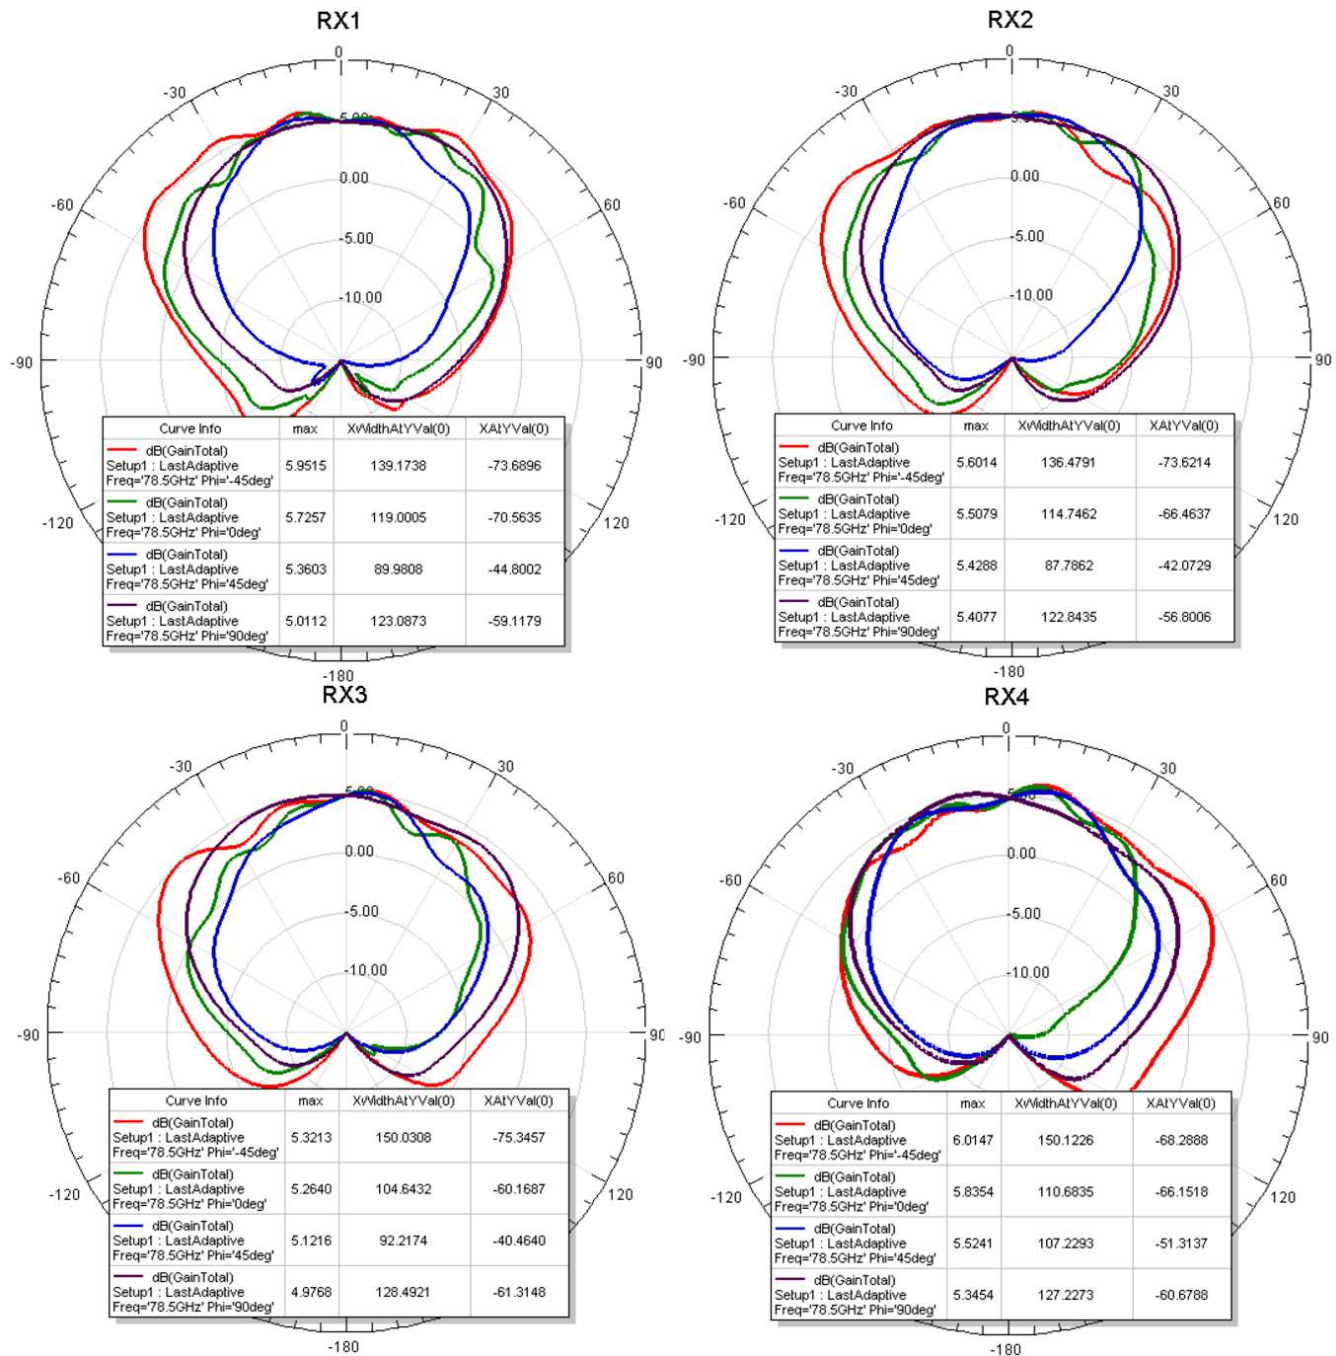 RX1
0
-30
30
5.00
-60
60
0.00
-5.00
-10.00
-90
90
-120
120
-180
Curve Info max XWidthAtYVal(0) XAtYVal(0)
dB(GainTotal)
Setup1 : LastAdaptive 5.9515 139.1738 -73.6896
Freq='78.5GHz' Phi='-45deg'
dB(GainTotal)
Setup1 : LastAdaptive 5.7257 119.0005 -70.5635
Freq='78.5GHz' Phi='0deg'
dB(GainTotal)
Setup1 : LastAdaptive 5.3603 89.9808 -44.8002
Freq='78.5GHz' Phi='45deg'
dB(GainTotal)
Setup1 : LastAdaptive 5.0112 123.0873 -59.1179
Freq='78.5GHz' Phi='90deg'
RX2
0
-30
30
-60
60
0.00
-5.00
-10.00
-90
90
-120
120
-180
Curve Info max XWidthAtYVal(0) XAtYVal(0)
dB(GainTotal)
Setup1 : LastAdaptive 5.6014 136.4791 -73.6214
Freq='78.5GHz' Phi='-45deg'
dB(GainTotal)
Setup1 : LastAdaptive 5.5079 114.7462 -66.4637
Freq='78.5GHz' Phi='0deg'
dB(GainTotal)
Setup1 : LastAdaptive 5.4288 87.7862 -42.0729
Freq='78.5GHz' Phi='45deg'
dB(GainTotal)
Setup1 : LastAdaptive 5.4077 122.8435 -56.8006
Freq='78.5GHz' Phi='90deg'
RX3
0
-30
30
-60
60
0.00
-5.00
-10.00
-90
90
-120
120
-180
Curve Info max XWidthAtYVal(0) XAtYVal(0)
dB(GainTotal)
Setup1 : LastAdaptive 5.3213 150.0308 -75.3457
Freq='78.5GHz' Phi='-45deg'
dB(GainTotal)
Setup1 : LastAdaptive 5.2640 104.6432 -60.1687
Freq='78.5GHz' Phi='0deg'
dB(GainTotal)
Setup1 : LastAdaptive 5.1216 92.2174 -40.4640
Freq='78.5GHz' Phi='45deg'
dB(GainTotal)
Setup1 : LastAdaptive 4.9768 128.4921 -61.3148
Freq='78.5GHz' Phi='90deg'
RX4
0
-30
30
-60
60
0.00
-5.00
-10.00
-90
90
-120
120
-180
Curve Info max XWidthAtYVal(0) XAtYVal(0)
dB(GainTotal)
Setup1 : LastAdaptive 6.0147 150.1226 -68.2888
Freq='78.5GHz' Phi='-45deg'
dB(GainTotal)
Setup1 : LastAdaptive 5.8354 110.6835 -66.1518
Freq='78.5GHz' Phi='0deg'
dB(GainTotal)
Setup1 : LastAdaptive 5.5241 107.2293 -51.3137
Freq='78.5GHz' Phi='45deg'
dB(GainTotal)
Setup1 : LastAdaptive 5.3454 127.2273 -60.6788
Freq='78.5GHz' Phi='90deg'